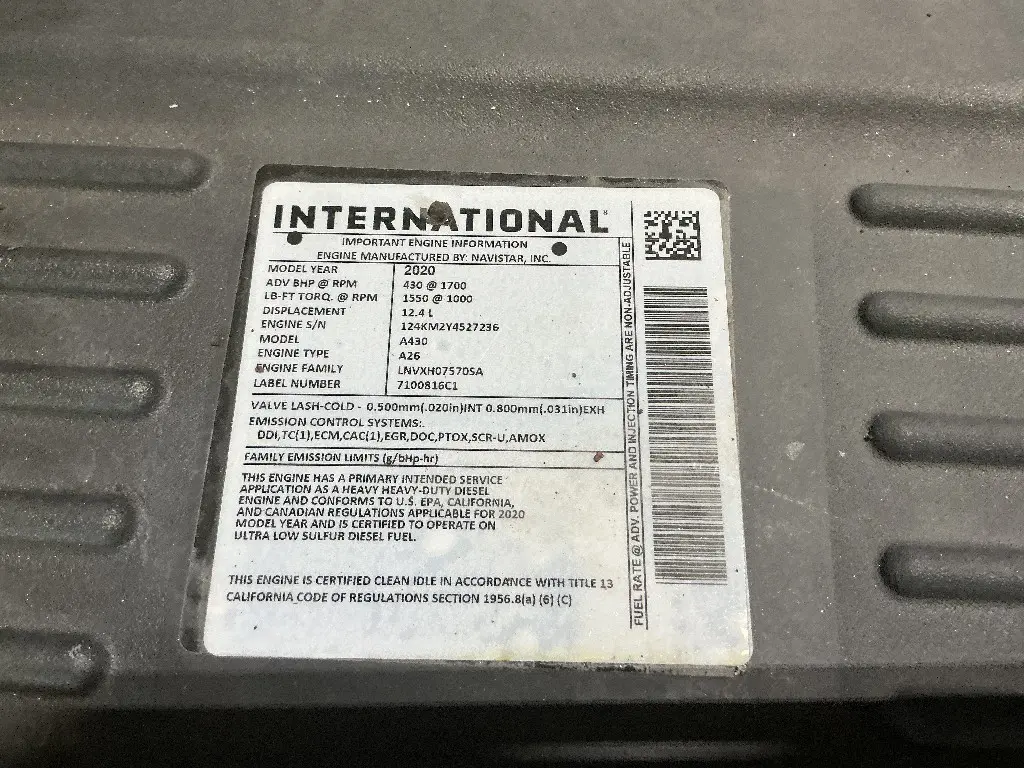 INTERNATIONAL®
IMPORTANT ENGINE INFORMATION
ENGINE MANUFACTURED BY: NAVISTAR, INC.
MODEL YEAR 2020
ADV BHP @ RPM 430 @ 1700
LB-FT TORQ. @ RPM 1550 @ 1000
DISPLACEMENT 12.4 L
ENGINE S/N 124KM2Y4527236
MODEL A430
ENGINE TYPE A26
ENGINE FAMILY LNVXH07570SA
LABEL NUMBER 7100816C1
VALVE LASH-COLD - 0.500mm(.020in)INT 0.800mm(.031in)EXH
EMISSION CONTROL SYSTEMS:
DDI,TC(1),ECM,CAC(1),EGR,DOC,PTOX,SCR-U,AMOX
FAMILY EMISSION LIMITS (g/bHp-hr)
THIS ENGINE HAS A PRIMARY INTENDED SERVICE
APPLICATION AS A HEAVY HEAVY-DUTY DIESEL
ENGINE AND CONFORMS TO U.S. EPA, CALIFORNIA,
AND CANADIAN REGULATIONS APPLICABLE FOR 2020
MODEL YEAR AND IS CERTIFIED TO OPERATE ON
ULTRA LOW SULFUR DIESEL FUEL.
THIS ENGINE IS CERTIFIED CLEAN IDLE IN ACCORDANCE WITH TITLE 13
CALIFORNIA CODE OF REGULATIONS SECTION 1956.8(a) (6) (C)
FUEL RATE @ ADV. POWER AND INJECTION TIMING ARE NON-ADJUSTABLE